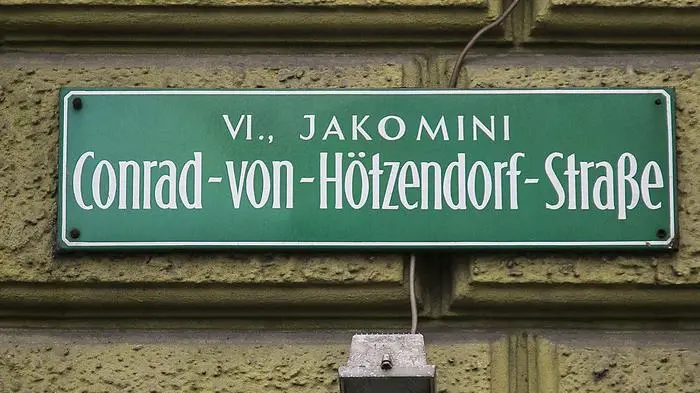 VI., JAKOMINI
Conrad-von-Hötzendorf-Straße